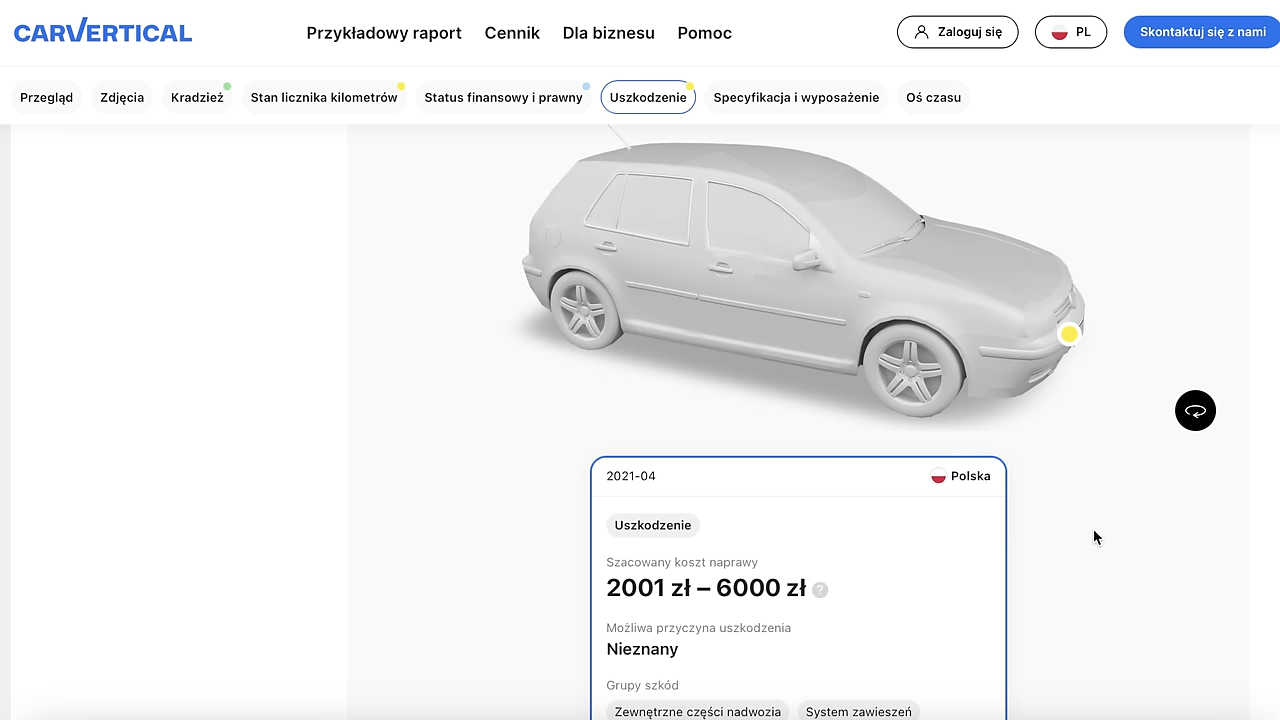 CARVERTICAL
Przykładowy raport Cennik Dla biznesu Pomoc
Zaloguj się PL Skontaktuj się z nami
Przegląd Zdjęcia Kradzież Stan licznika kilometrów Status finansowy i prawny Uszkodzenie Specyfikacja i wyposażenie Oś czasu
2021-04 Polska
Uszkodzenie
Szacowany koszt naprawy
2001 zł – 6000 zł ?
Możliwa przyczyna uszkodzenia
Nieznany
Grupy szkód
Zewnętrzne części nadwozia System zawieszeń